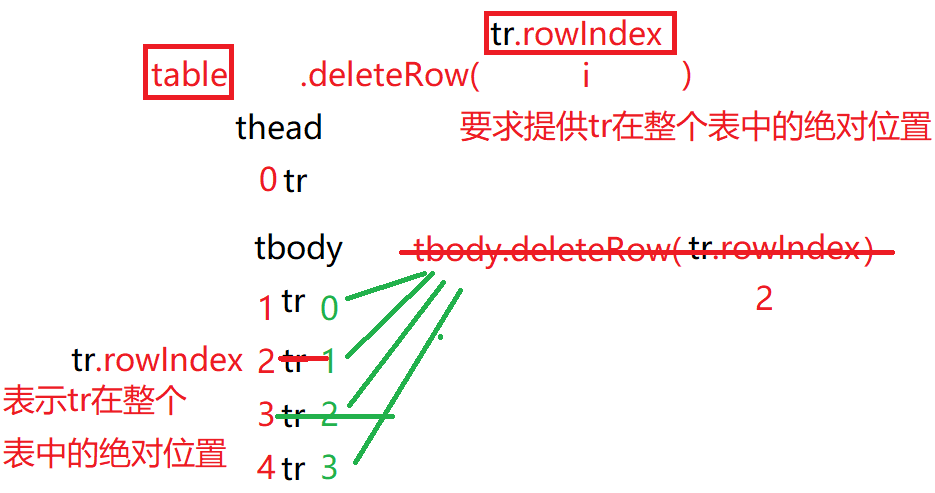 tr.rowIndex
table .deleteRow( i )
thead 要求提供tr在整个表中的绝对位置
0 tr
tbody tbody.deleteRow( tr.rowIndex)
1 tr 0 2
tr.rowIndex 2 tr 1
表示tr在整个 3 tr 2
表中的绝对位置 4 tr 3